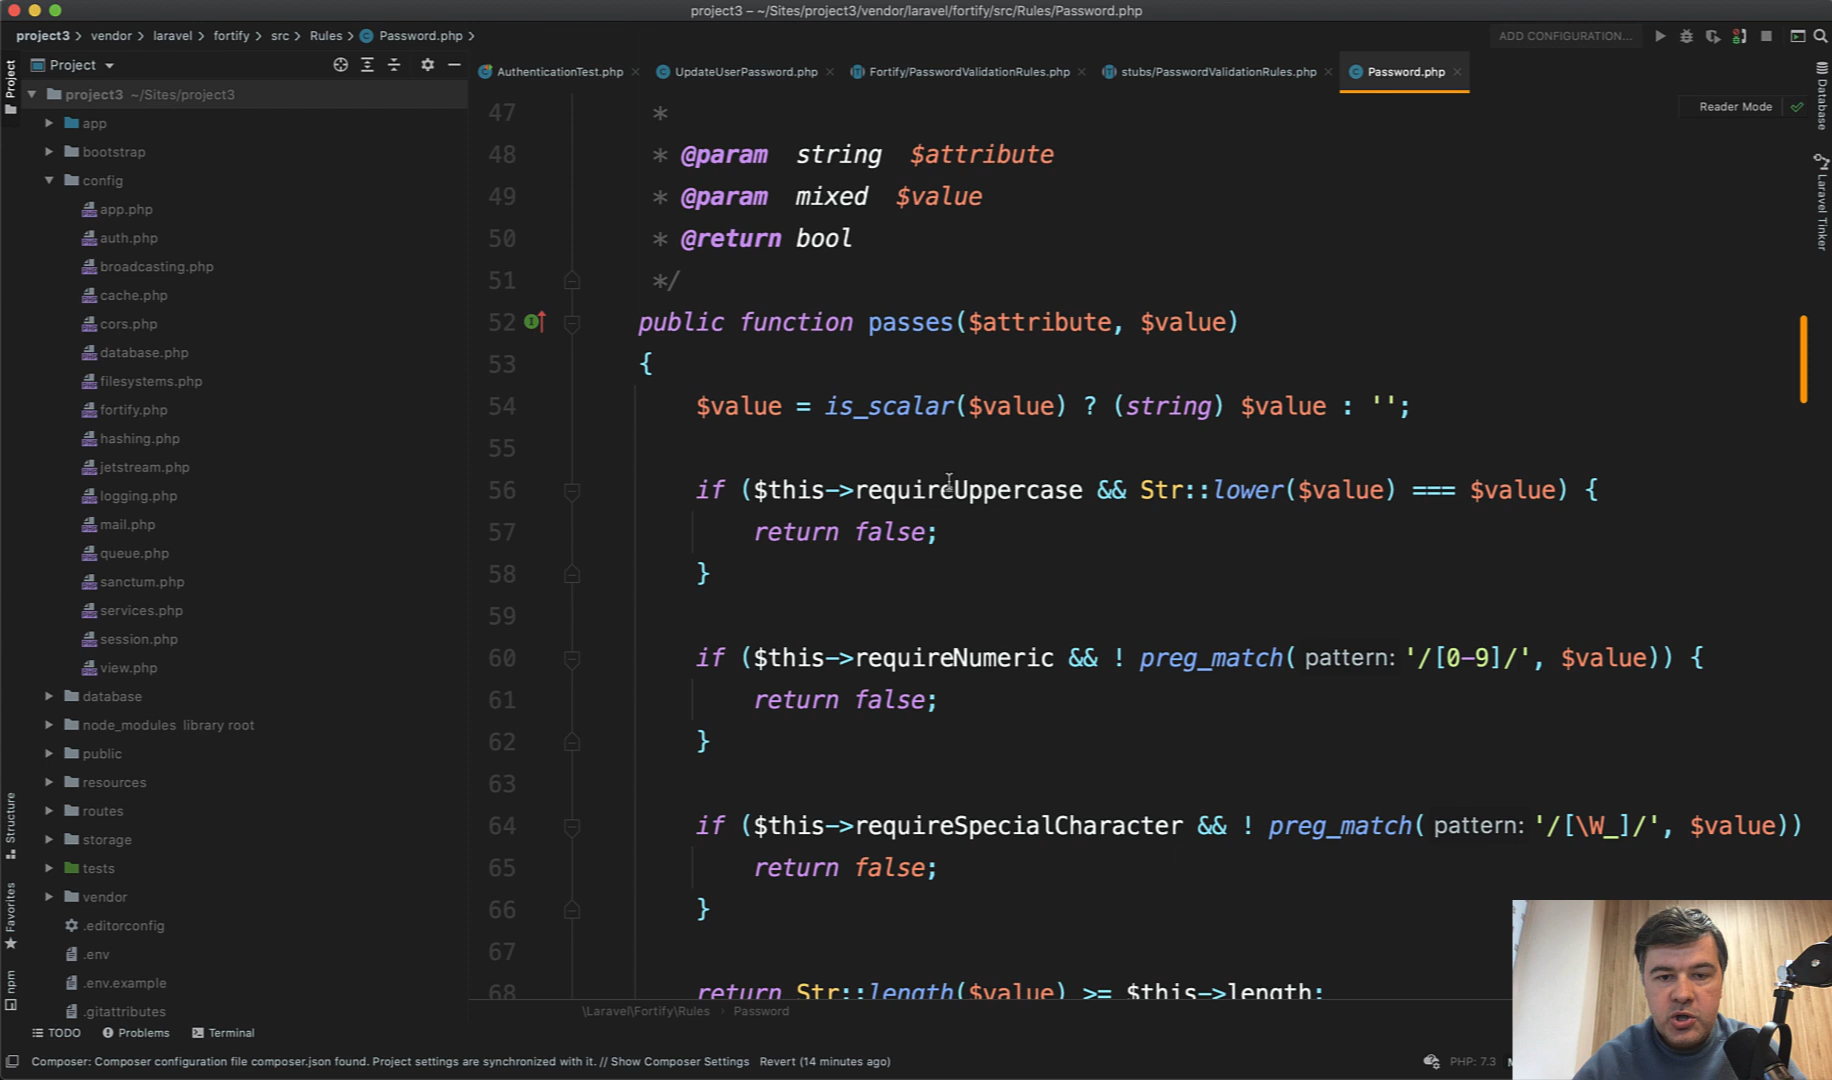 project3 – ~/Sites/project3/vendor/laravel/fortify/src/Rules/Password.php
project3 > vendor > laravel > fortify > src > Rules > Password.php >
ADD CONFIGURATION...
Project
Project
AuthenticationTest.php
UpdateUserPassword.php
Fortify/PasswordValidationRules.php
stubs/PasswordValidationRules.php
Password.php
Reader Mode
Database
Laravel Tinker
project3 ~/Sites/project3
app
bootstrap
config
app.php
auth.php
broadcasting.php
cache.php
cors.php
database.php
filesystems.php
fortify.php
hashing.php
jetstream.php
logging.php
mail.php
queue.php
sanctum.php
services.php
session.php
view.php
database
node_modules library root
public
resources
routes
storage
tests
vendor
.editorconfig
.env
.env.example
.gitattributes
Structure
Favorites
npm
47 *
48 * @param string $attribute
49 * @param mixed $value
50 * @return bool
51 */
52 public function passes($attribute, $value)
53 {
54 $value = is_scalar($value) ? (string) $value : '';
55
56 if ($this->requireUppercase && Str::lower($value) === $value) {
57 return false;
58 }
59
60 if ($this->requireNumeric && ! preg_match( pattern: '/[0-9]/', $value)) {
61 return false;
62 }
63
64 if ($this->requireSpecialCharacter && ! preg_match( pattern: '/[\W_]/', $value))
65 return false;
66 }
67
68 return Str::length($value) >= $this->length;
\Laravel\Fortify\Rules > Password
TODO
Problems
Terminal
Composer: Composer configuration file composer.json found. Project settings are synchronized with it. // Show Composer Settings Revert (14 minutes ago)
PHP: 7.3